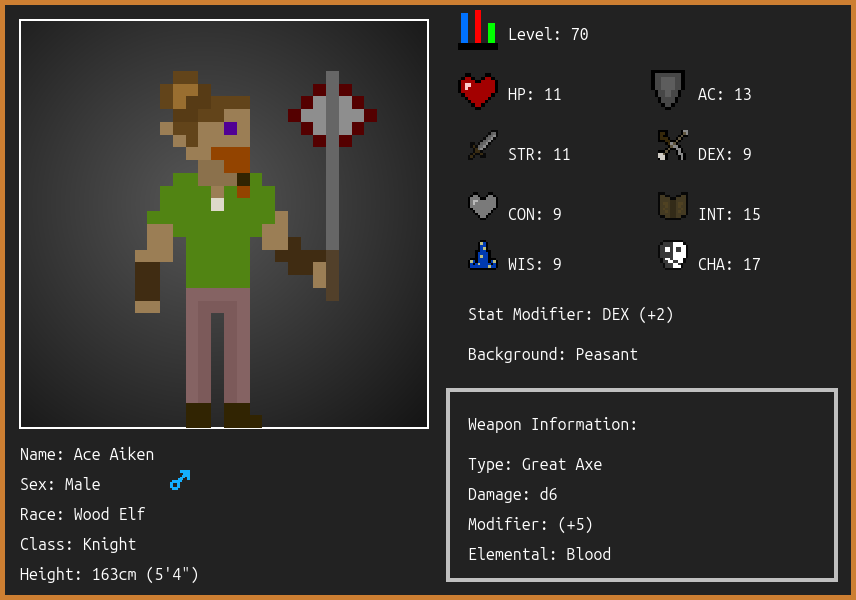 Level: 70
HP: 11
AC: 13
STR: 11
DEX: 9
CON: 9
INT: 15
WIS: 9
CHA: 17
Stat Modifier: DEX (+2)
Background: Peasant
Weapon Information:
Type: Great Axe
Damage: d6
Modifier: (+5)
Elemental: Blood
Name: Ace Aiken
Sex: Male
Race: Wood Elf
Class: Knight
Height: 163cm (5'4")